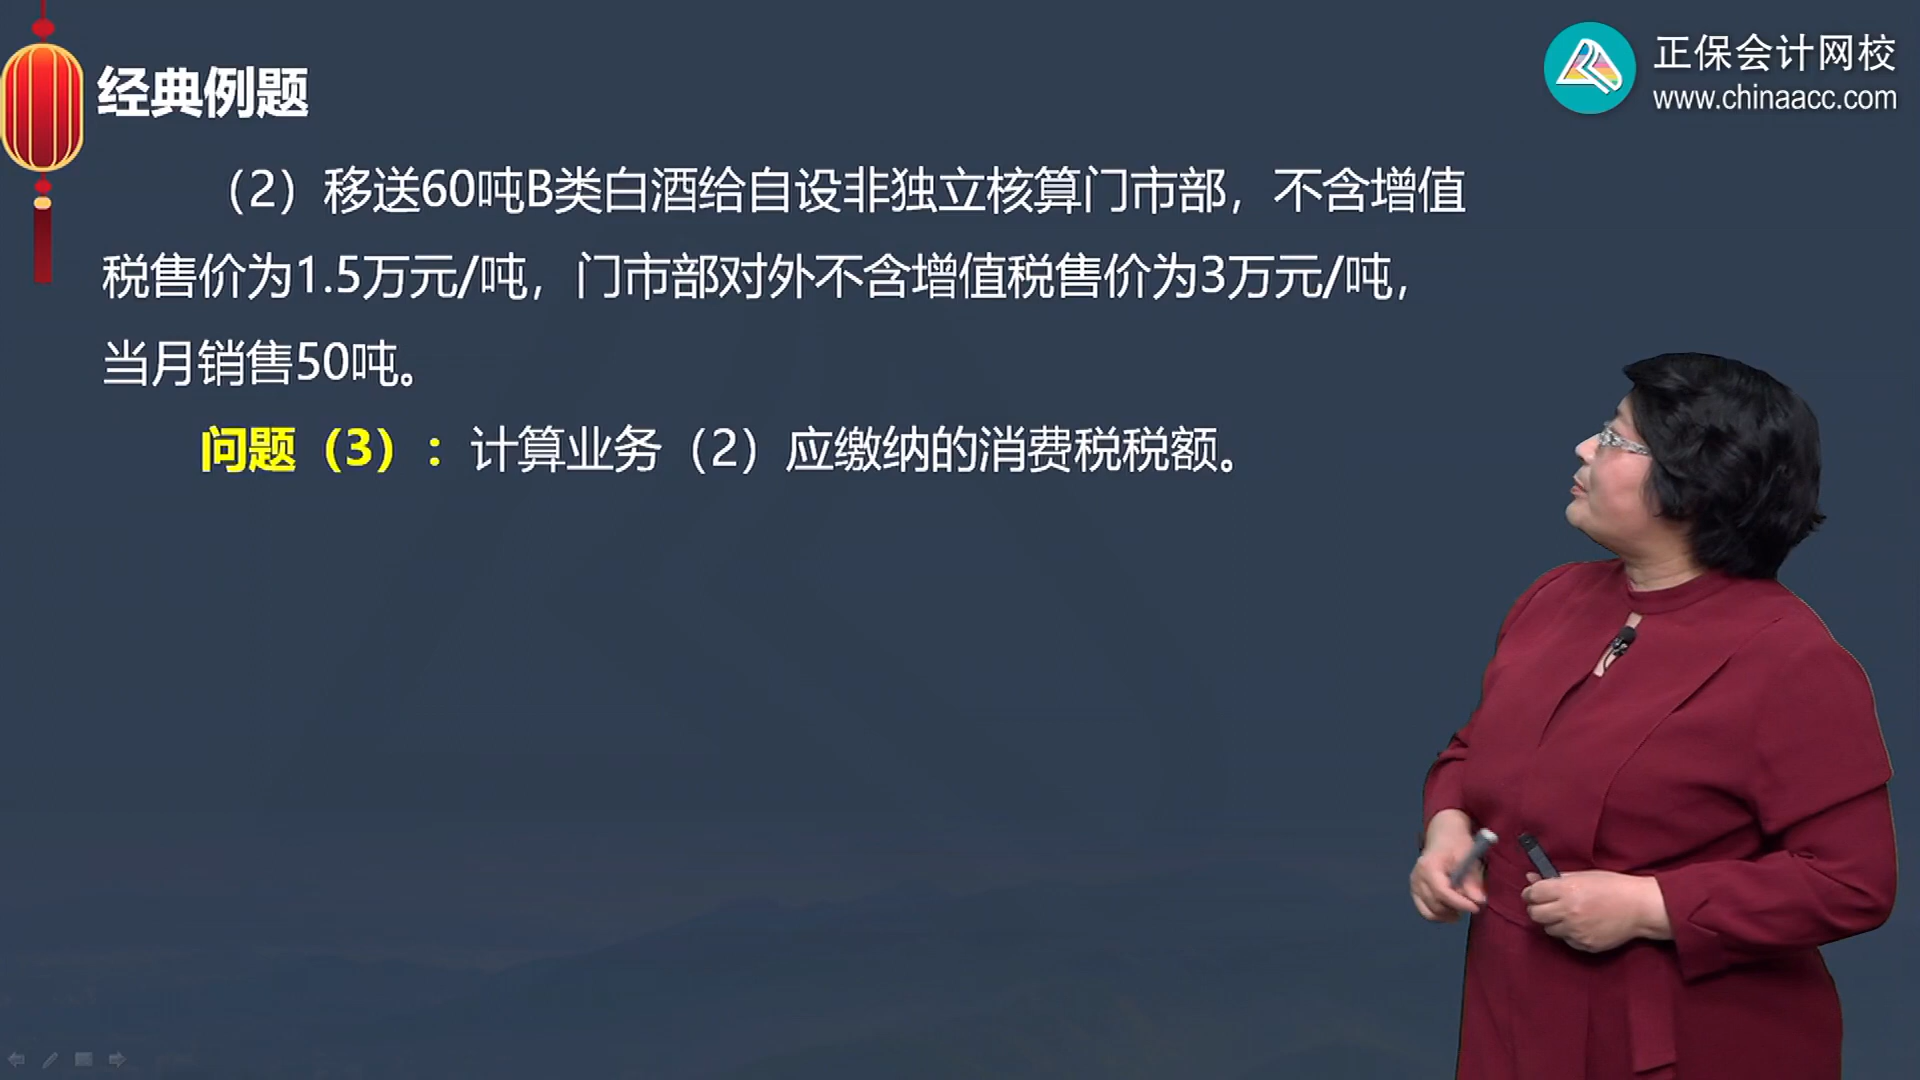 正保会计网校
www.chinaacc.com
经典例题
（2）移送60吨B类白酒给自设非独立核算门市部，不含增值
税售价为1.5万元/吨，门市部对外不含增值税售价为3万元/吨，
当月销售50吨。
问题（3）：计算业务（2）应缴纳的消费税税额。